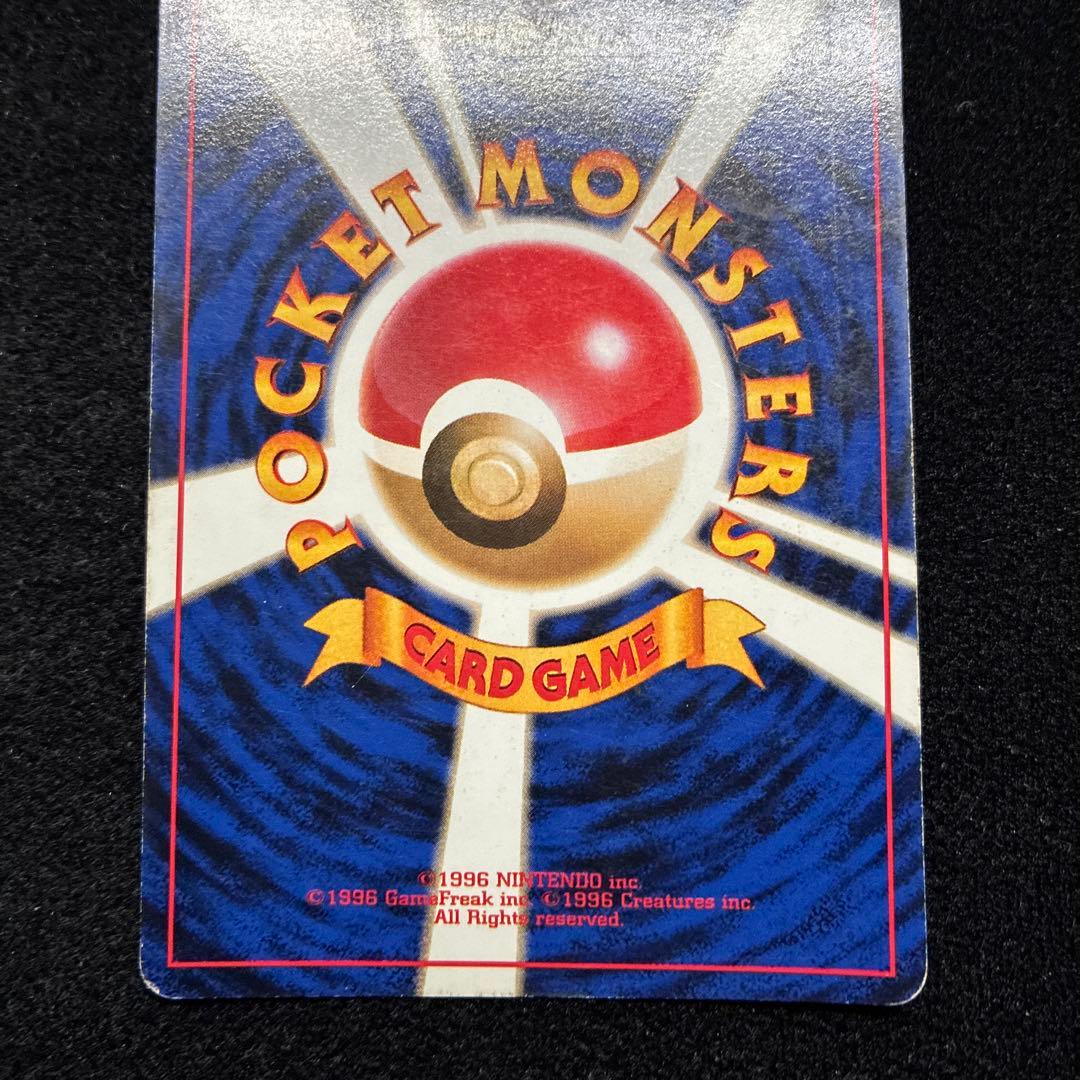 POCKET MONSTERS
CARD GAME
©1996 NINTENDO inc.
©1996 GameFreak inc. ©1996 Creatures inc.
All Rights reserved.